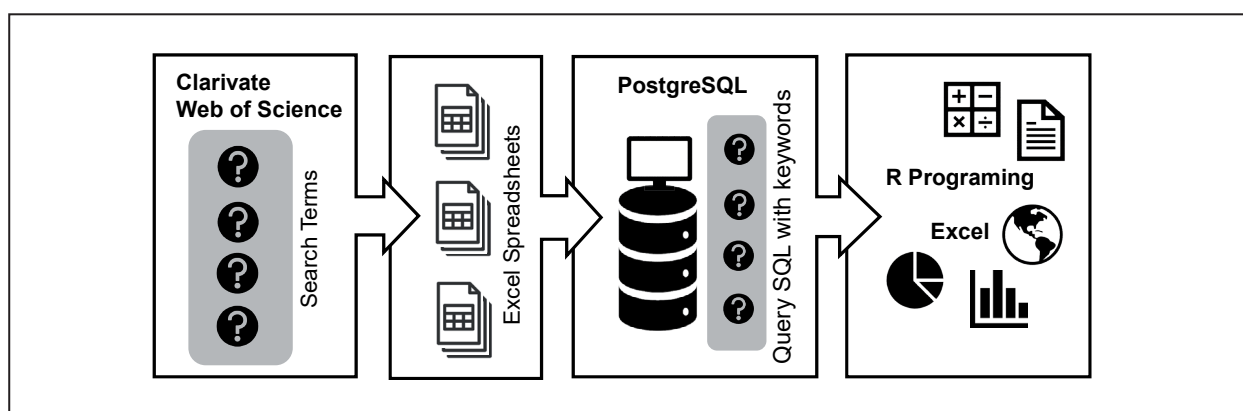 Clarivate
Web of Science
Search Terms
Excel Spreadsheets
PostgreSQL
Query SQL with keywords
R Programing
Excel